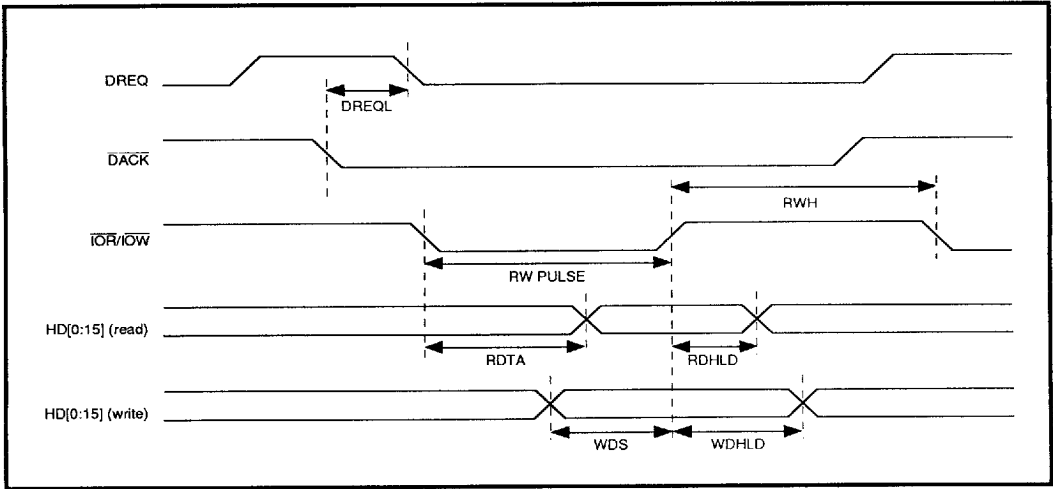 DREQ
DREQL
DACK
RWH
IOR/IOW
RW PULSE
HD[0:15] (read)
RDTA
RDHLD
HD[0:15] (write)
WDS
WDHLD